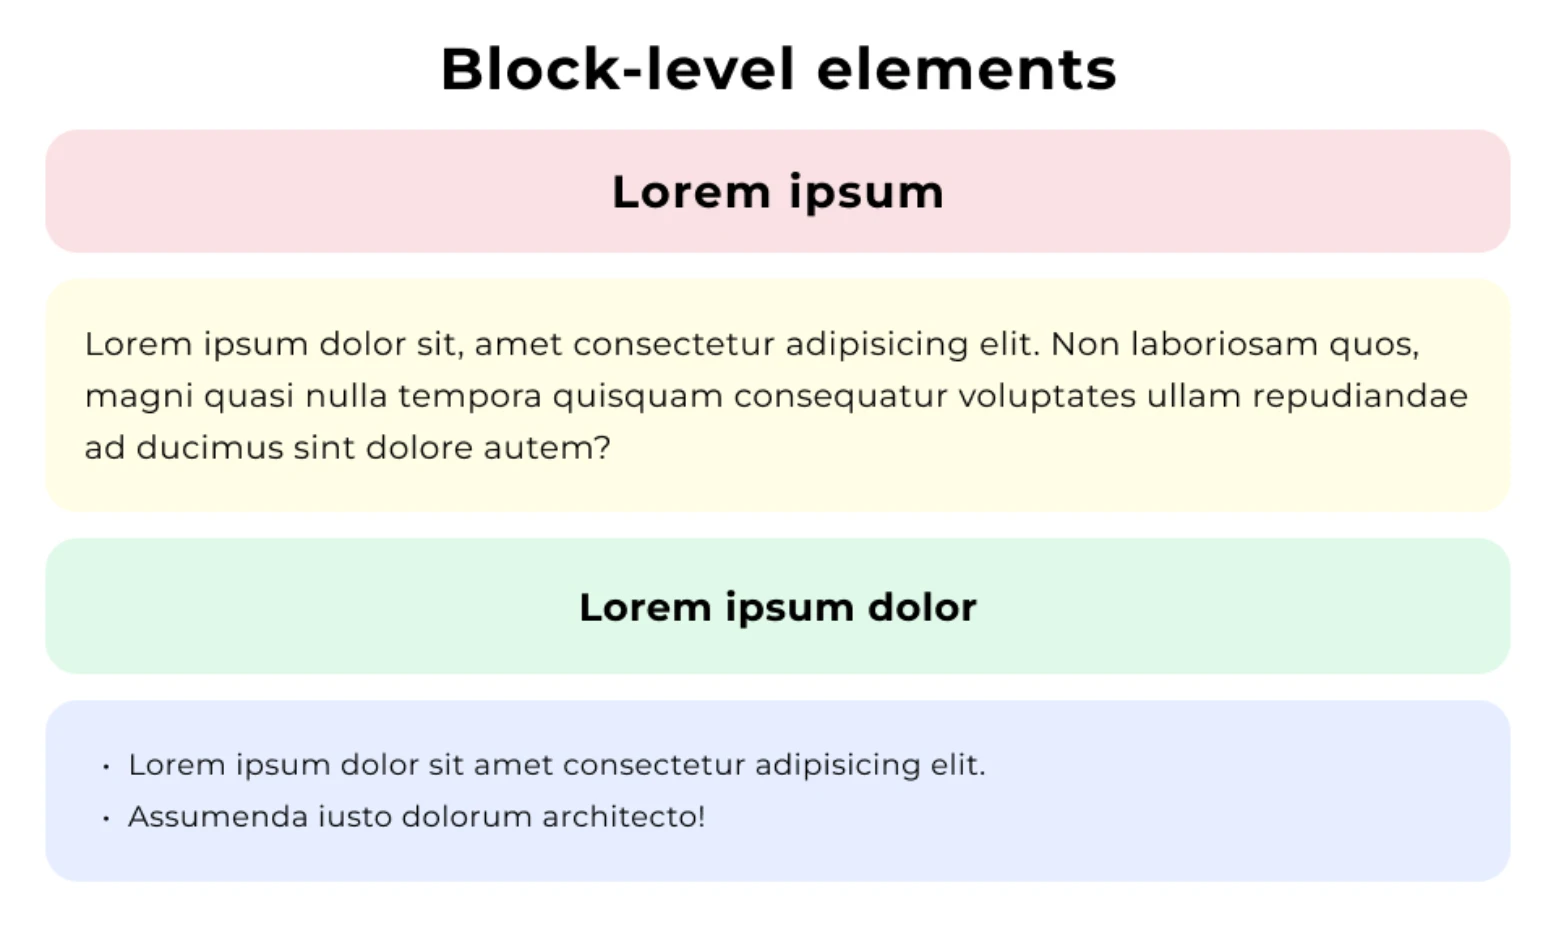 Block-level elements
Lorem ipsum
Lorem ipsum dolor sit, amet consectetur adipisicing elit. Non laboriosam quos,
magni quasi nulla tempora quisquam consequatur voluptates ullam repudiandae
ad ducimus sint dolore autem?
Lorem ipsum dolor
• Lorem ipsum dolor sit amet consectetur adipisicing elit.
• Assumenda iusto dolorum architecto!